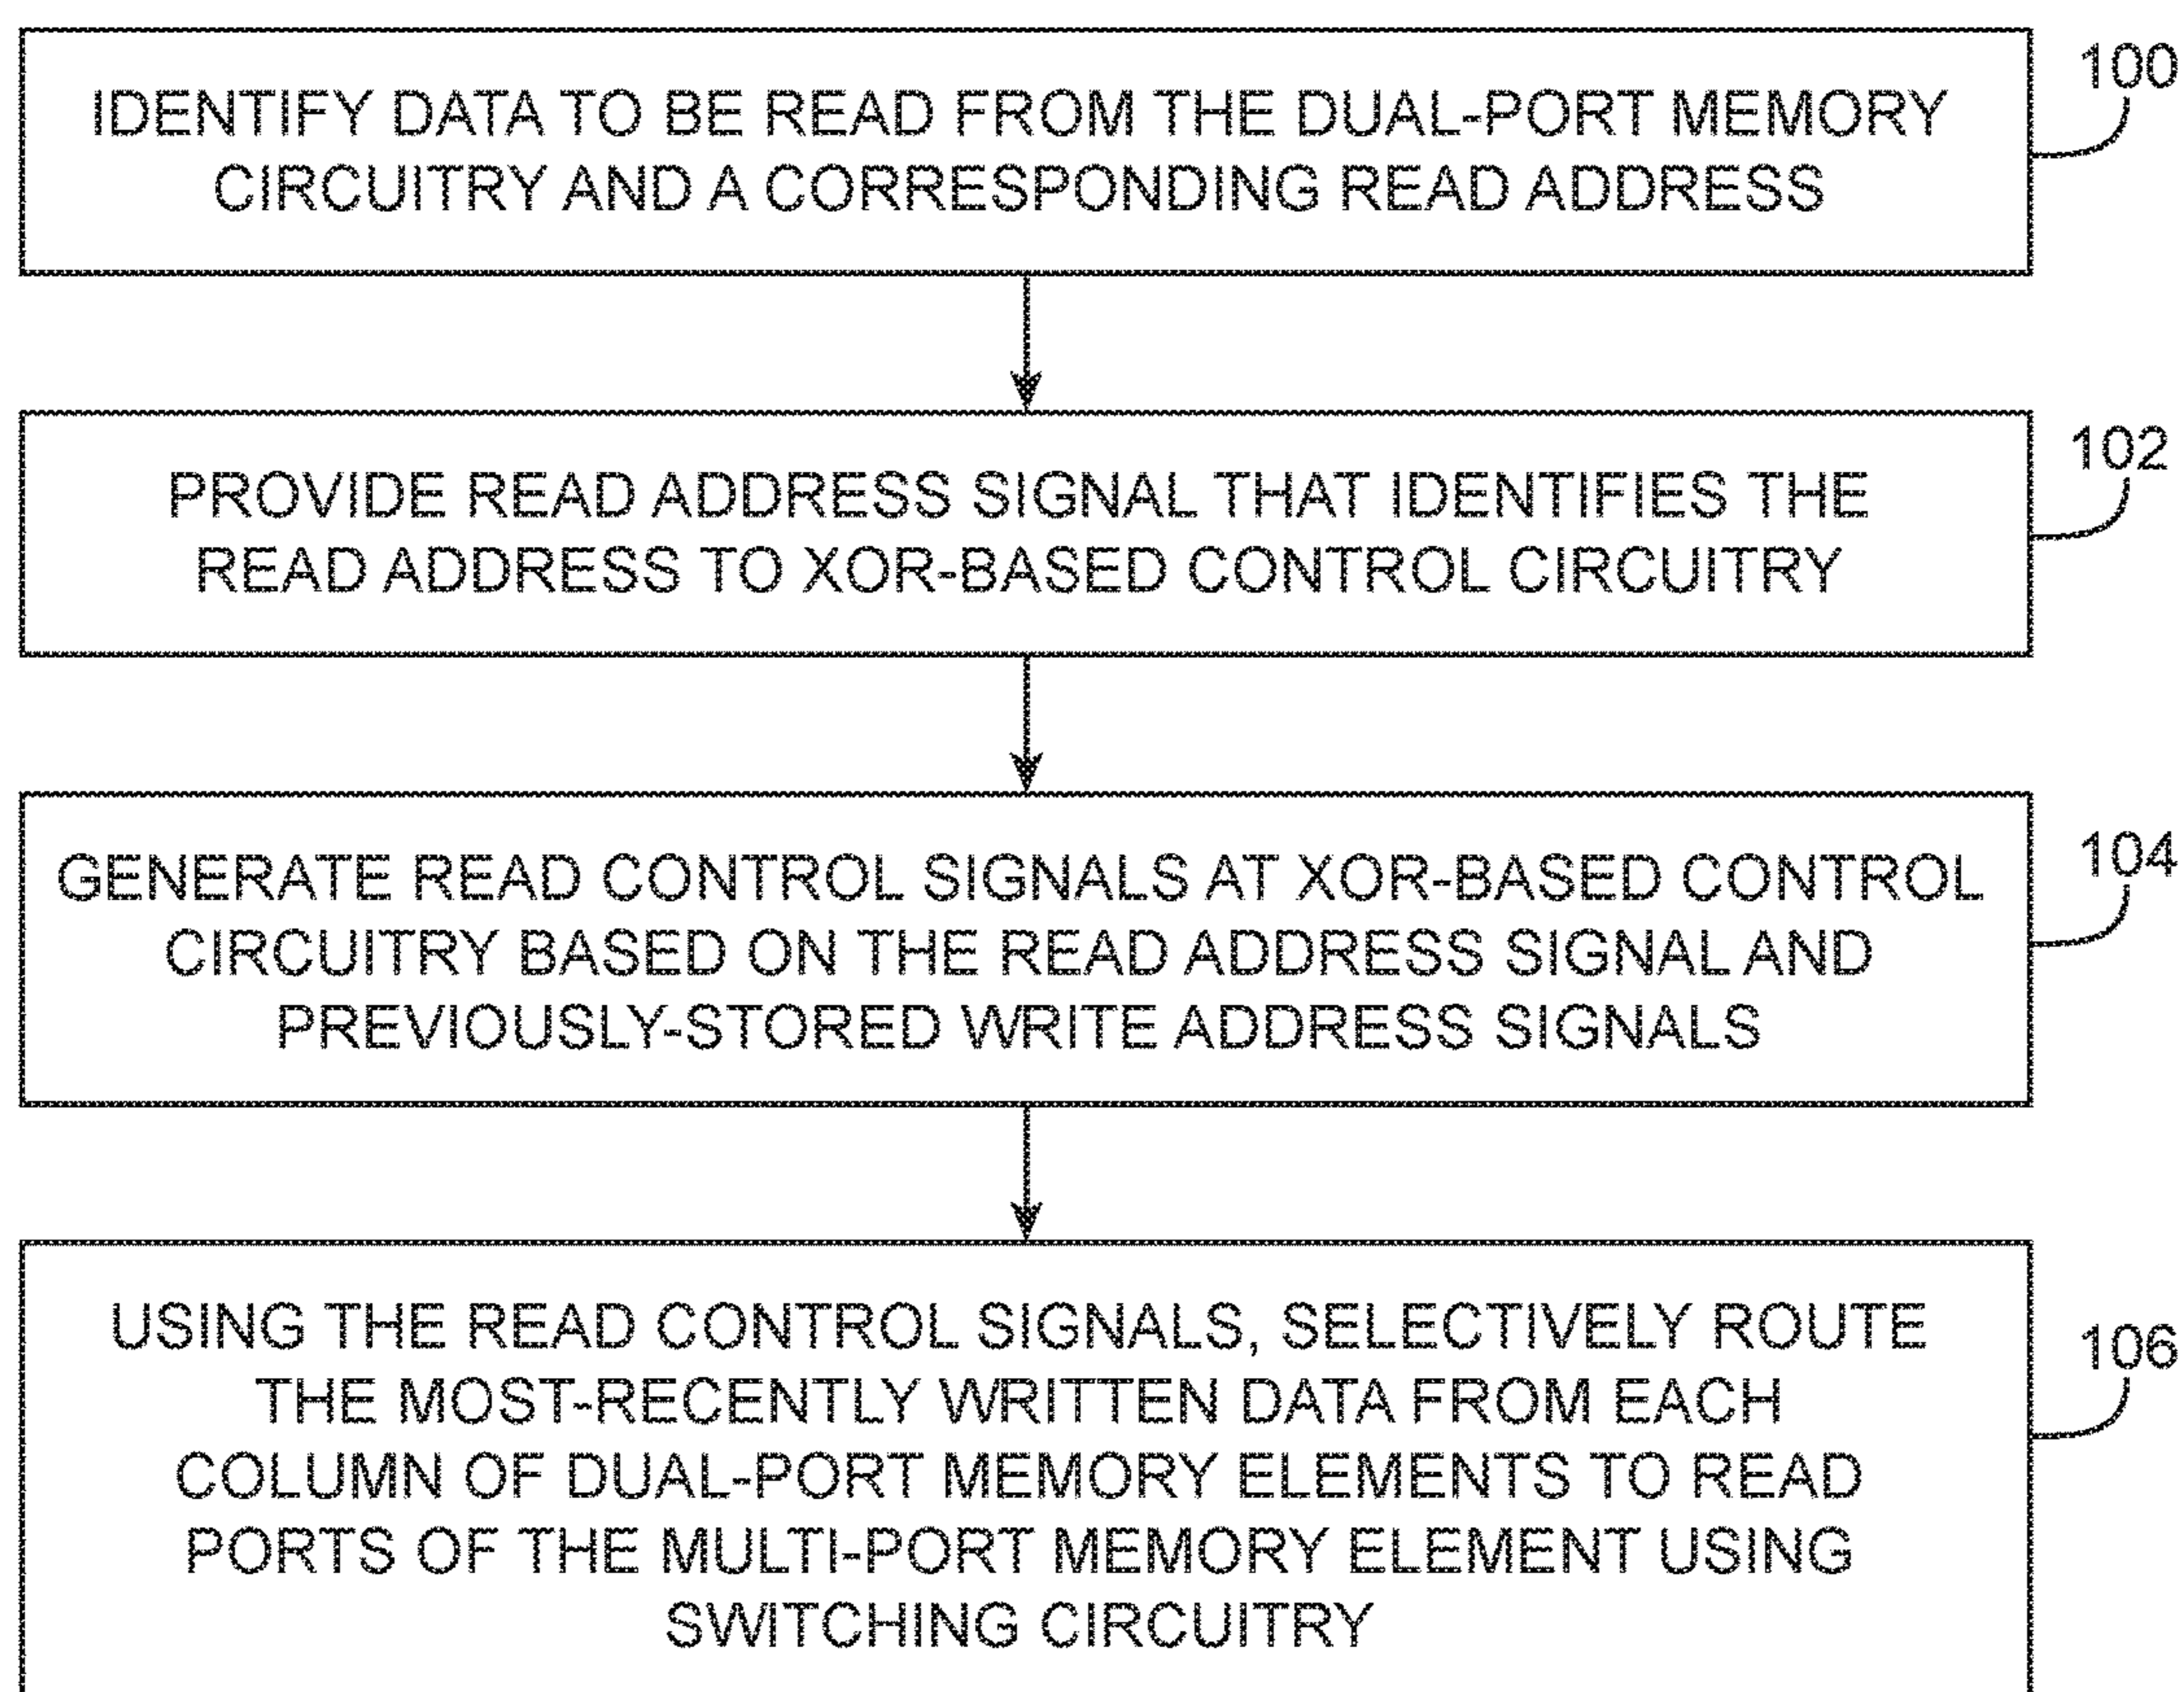 IDENTIFY DATA TO BE READ FROM THE DUAL-PORT MEMORY
CIRCUITRY AND A CORRESPONDING READ ADDRESS
100
PROVIDE READ ADDRESS SIGNAL THAT IDENTIFIES THE
READ ADDRESS TO XOR-BASED CONTROL CIRCUITRY
102
GENERATE READ CONTROL SIGNALS AT XOR-BASED CONTROL
CIRCUITRY BASED ON THE READ ADDRESS SIGNAL AND
PREVIOUSLY-STORED WRITE ADDRESS SIGNALS
104
USING THE READ CONTROL SIGNALS, SELECTIVELY ROUTE
THE MOST-RECENTLY WRITTEN DATA FROM EACH
COLUMN OF DUAL-PORT MEMORY ELEMENTS TO READ
PORTS OF THE MULTI-PORT MEMORY ELEMENT USING
SWITCHING CIRCUITRY
106